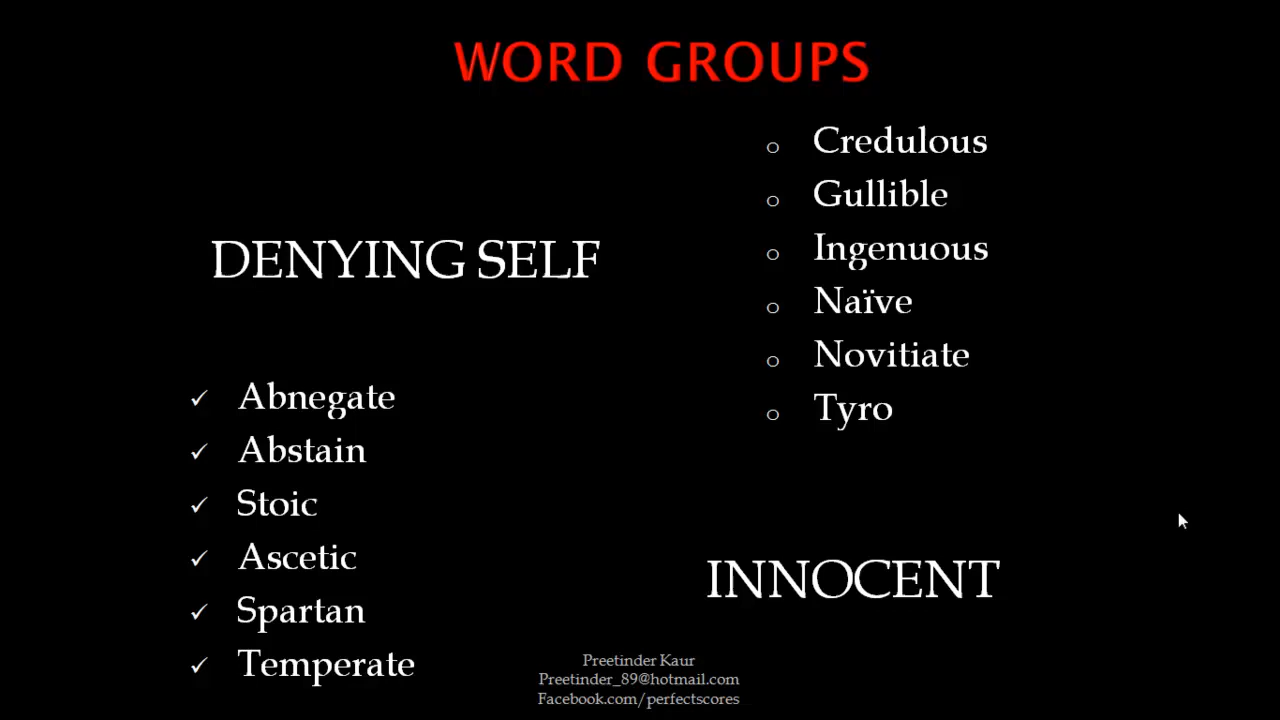 WORD GROUPS
DENYING SELF
Abnegate
Abstain
Stoic
Ascetic
Spartan
Temperate
Credulous
Gullible
Ingenuous
Naïve
Novitiate
Tyro
INNOCENT
Preetinder Kaur
Preetinder_89@hotmail.com
Facebook.com/perfectscores